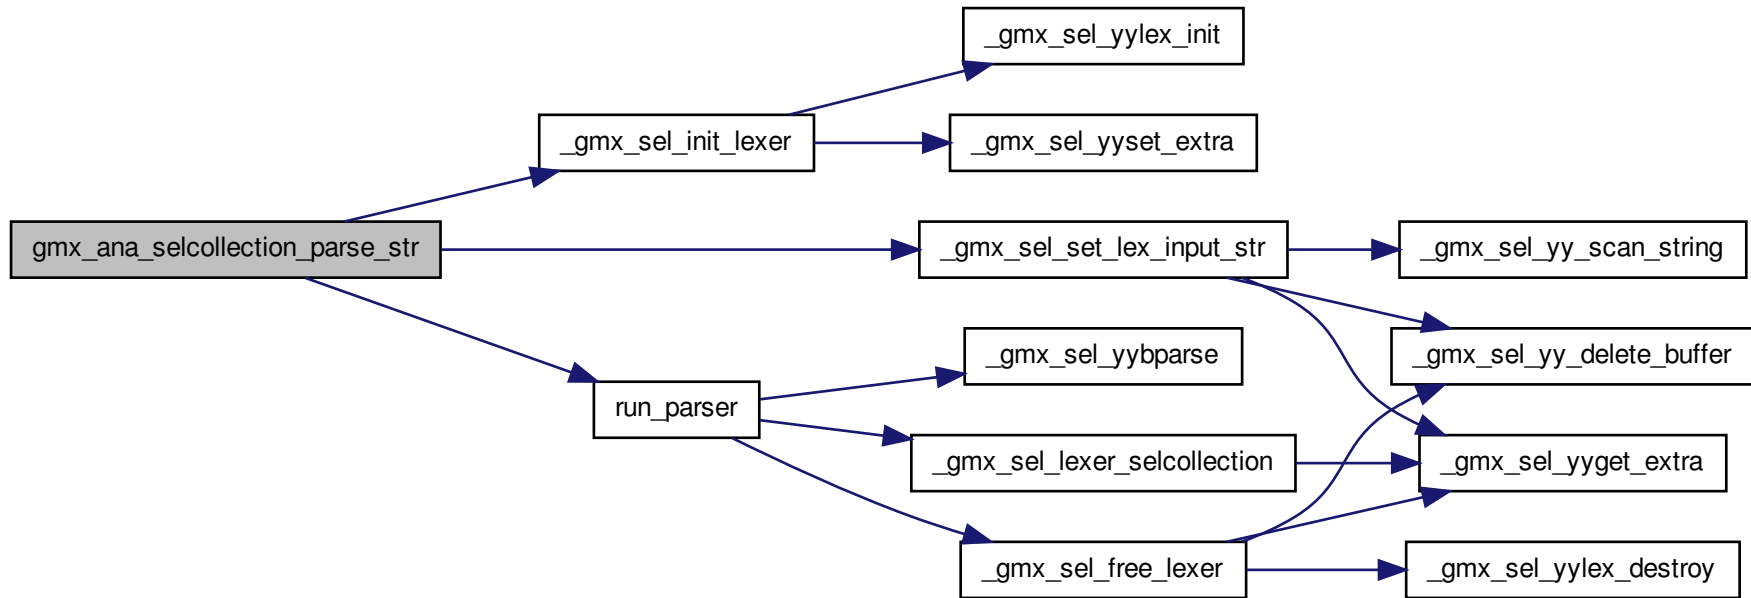 _gmx_sel_yylex_init
_gmx_sel_init_lexer
_gmx_sel_yyset_extra
gmx_ana_selcollection_parse_str
_gmx_sel_set_lex_input_str
_gmx_sel_yy_scan_string
_gmx_sel_yybparse
_gmx_sel_yy_delete_buffer
run_parser
_gmx_sel_lexer_selcollection
_gmx_sel_yyget_extra
_gmx_sel_free_lexer
_gmx_sel_yylex_destroy